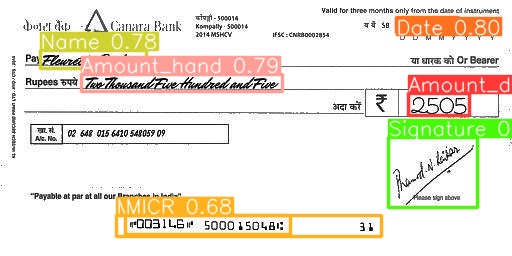 केनरा बैंक Canara Bank
कोंपल्ली - 500014
Kompally - 500014
2014 MSHCV
IFSC : CNRB0002854
Valid for three months only from the date of instrument
Date 0.80
Name 0.78
Pay Fleure
या धारक को Or Bearer
Amount_hand 0.79
Rupees रुपये Two Thousand Five Hundred and Five
अदा करें ₹ 2505
Amount_d
Signature 0
खा. सं.
A/c. No. 02 648 015 6410 548059 09
Please sign above
"Payable at par at all our Branches in India"
MICR 0.68
⑈003146⑈ 500015048⑆ 31